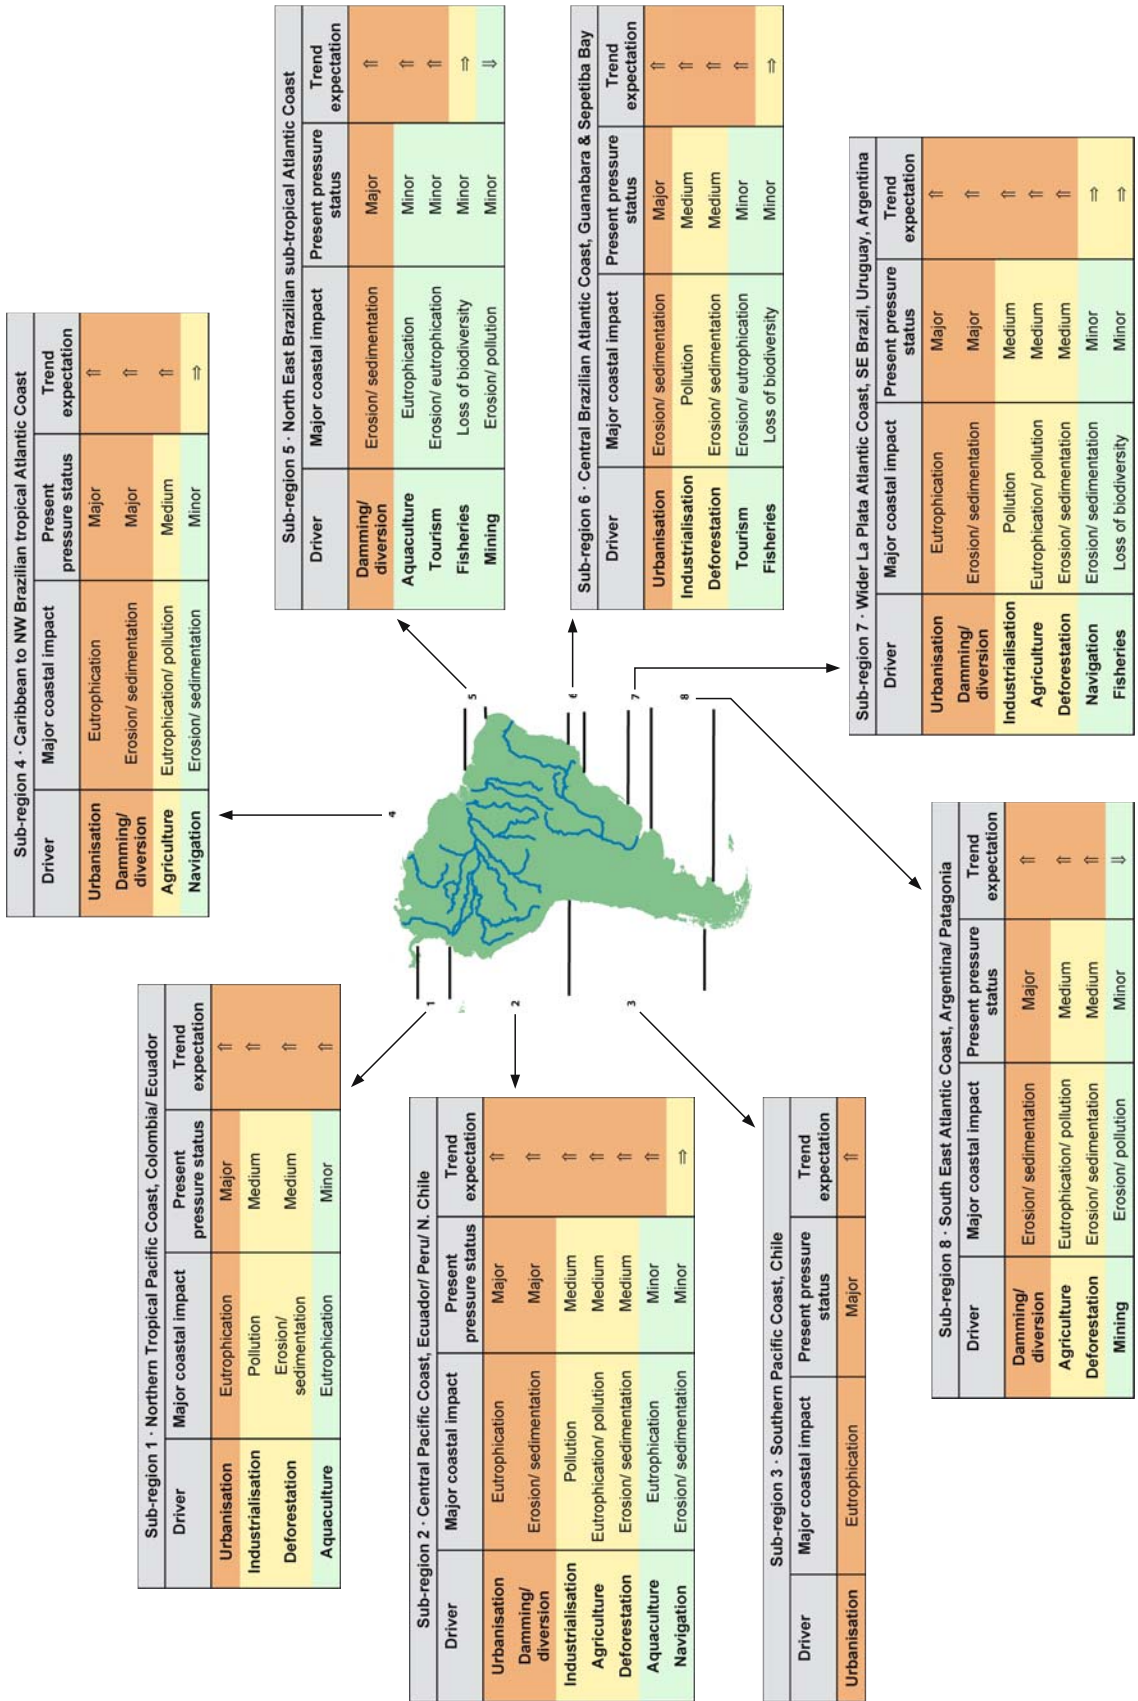 Sub-region 1 · Northern Tropical Pacific Coast, Colombia/ Ecuador
Driver Major coastal impact Present pressure status Trend expectation
Urbanisation Eutrophication Major ⇑
Industrialisation Pollution Medium ⇑
Deforestation Erosion/ sedimentation Medium ⇑
Aquaculture Eutrophication Minor ⇑
Sub-region 2 · Central Pacific Coast, Ecuador/ Peru/ N. Chile
Driver Major coastal impact Present pressure status Trend expectation
Urbanisation Eutrophication Major ⇑
Damming/ diversion Erosion/ sedimentation Major ⇑
Industrialisation Pollution Medium ⇑
Agriculture Eutrophication/ pollution Medium ⇑
Deforestation Erosion/ sedimentation Medium ⇑
Aquaculture Eutrophication Minor ⇑
Navigation Erosion/ sedimentation Minor ⇒
Sub-region 3 · Southern Pacific Coast, Chile
Driver Major coastal impact Present pressure status Trend expectation
Urbanisation Eutrophication Major ⇑
Sub-region 4 · Caribbean to NW Brazilian tropical Atlantic Coast
Driver Major coastal impact Present pressure status Trend expectation
Urbanisation Eutrophication Major ⇑
Damming/ diversion Erosion/ sedimentation Major ⇑
Agriculture Eutrophication/ pollution Medium ⇑
Navigation Erosion/ sedimentation Minor ⇒
Sub-region 5 · North East Brazilian sub-tropical Atlantic Coast
Driver Major coastal impact Present pressure status Trend expectation
Damming/ diversion Erosion/ sedimentation Major ⇑
Aquaculture Eutrophication Minor ⇑
Tourism Erosion/ eutrophication Minor ⇑
Fisheries Loss of biodiversity Minor ⇒
Mining Erosion/ pollution Minor ⇓
Sub-region 6 · Central Brazilian Atlantic Coast, Guanabara & Sepetiba Bay
Driver Major coastal impact Present pressure status Trend expectation
Urbanisation Erosion/ sedimentation Major ⇑
Industrialisation Pollution Medium ⇑
Deforestation Erosion/ sedimentation Medium ⇑
Tourism Erosion/ eutrophication Minor ⇑
Fisheries Loss of biodiversity Minor ⇒
Sub-region 7 · Wider La Plata Atlantic Coast, SE Brazil, Uruguay, Argentina
Driver Major coastal impact Present pressure status Trend expectation
Urbanisation Eutrophication Major ⇑
Damming/ diversion Erosion/ sedimentation Major ⇑
Industrialisation Pollution Medium ⇑
Agriculture Eutrophication/ pollution Medium ⇑
Deforestation Erosion/ sedimentation Medium ⇑
Navigation Erosion/ sedimentation Minor ⇒
Fisheries Loss of biodiversity Minor ⇒
Sub-region 8 · South East Atlantic Coast, Argentina/ Patagonia
Driver Major coastal impact Present pressure status Trend expectation
Damming/ diversion Erosion/ sedimentation Major ⇑
Agriculture Eutrophication/ pollution Medium ⇑
Deforestation Erosion/ sedimentation Medium ⇑
Mining Erosion/ pollution Minor ⇓
1
2
3
4
5
6
7
8